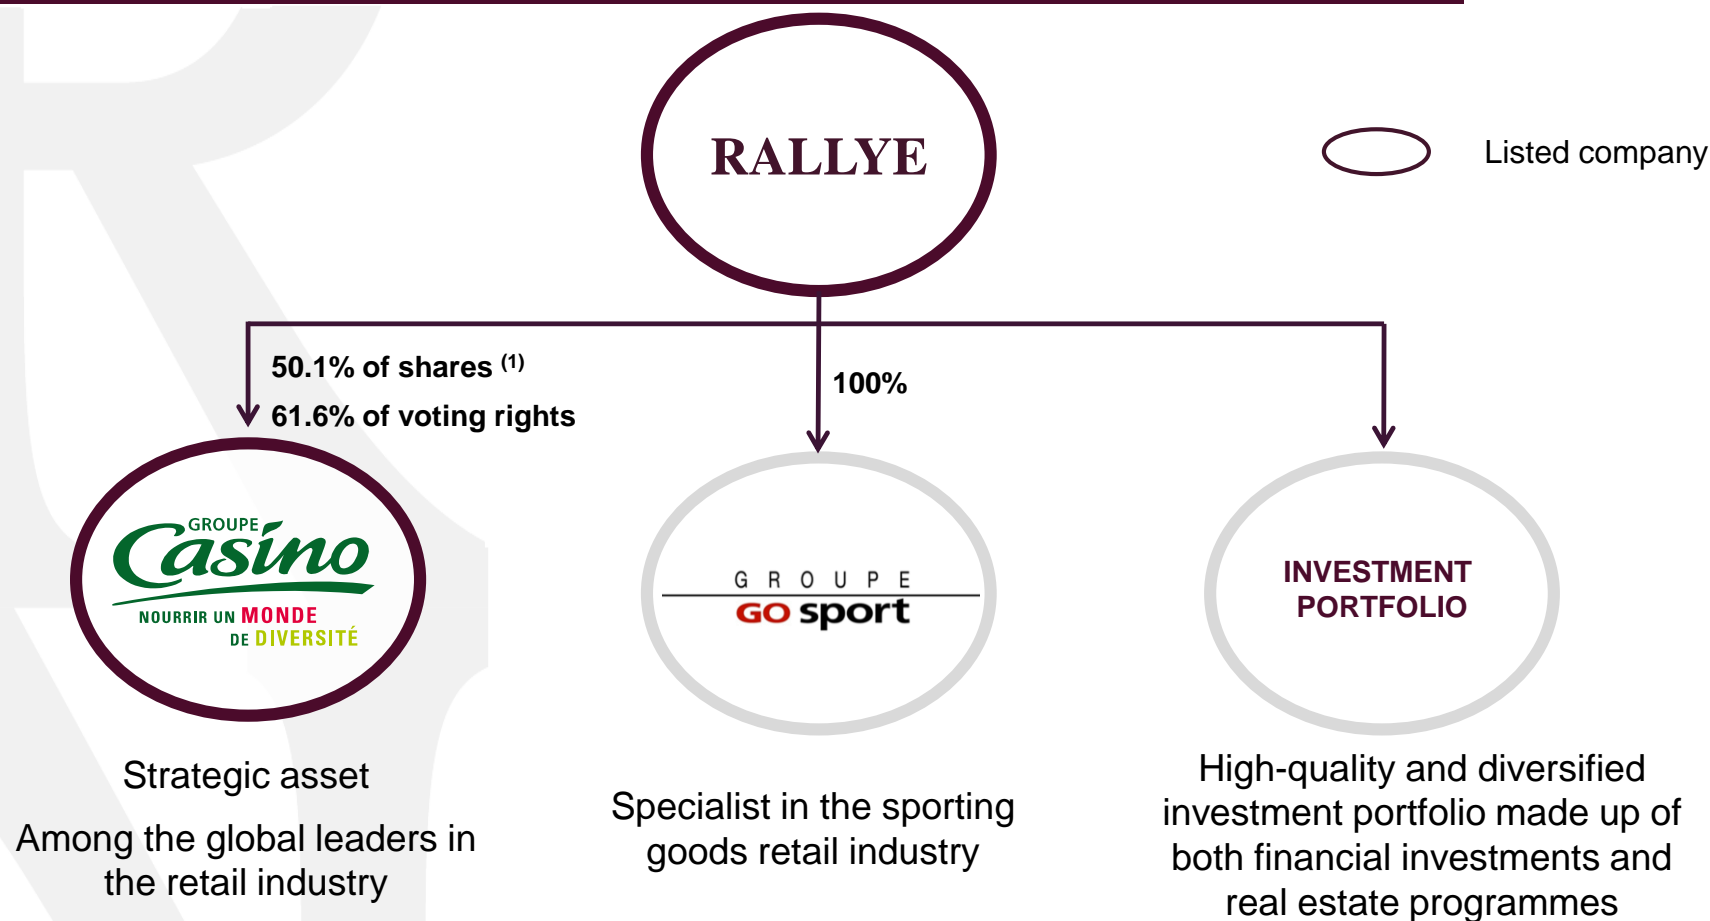 RALLYE
Listed company
50.1% of shares (1)
61.6% of voting rights
100%
GROUPE
Casino
NOURRIR UN MONDE
DE DIVERSITÉ
GROUPE
GO sport
INVESTMENT
PORTFOLIO
Strategic asset
Among the global leaders in
the retail industry
Specialist in the sporting
goods retail industry
High-quality and diversified
investment portfolio made up of
both financial investments and
real estate programmes